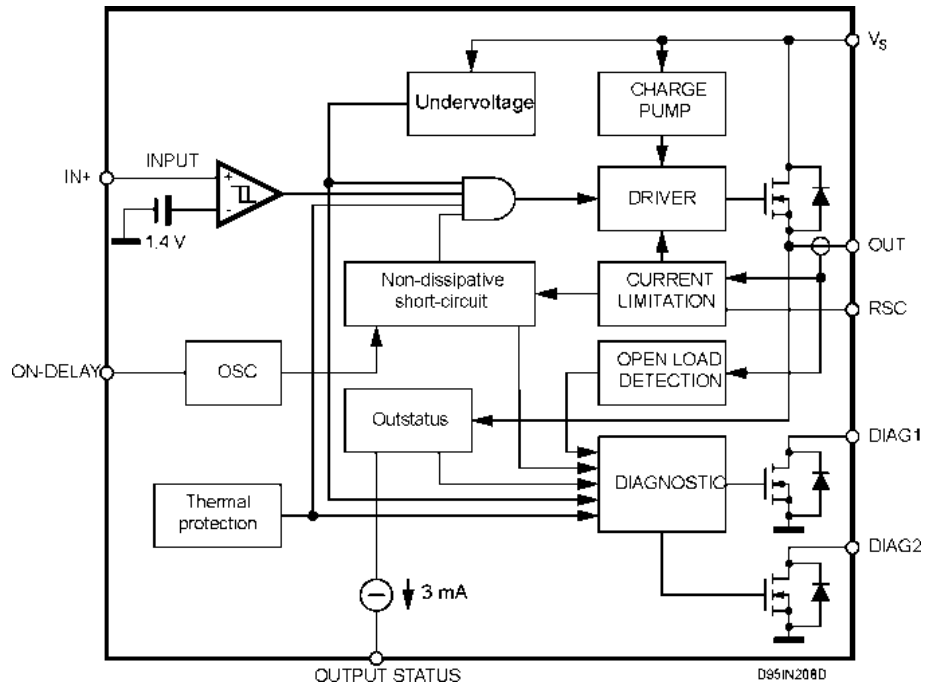 VS
Undervoltage
CHARGE
PUMP
INPUT
IN+
+
-
1.4 V
DRIVER
OUT
Non-dissipative
short-circuit
CURRENT
LIMITATION
RSC
ON-DELAY
OSC
OPEN LOAD
DETECTION
Outstatus
DIAG1
DIAGNOSTIC
Thermal
protection
DIAG2
3 mA
OUTPUT STATUS
D95IN208D